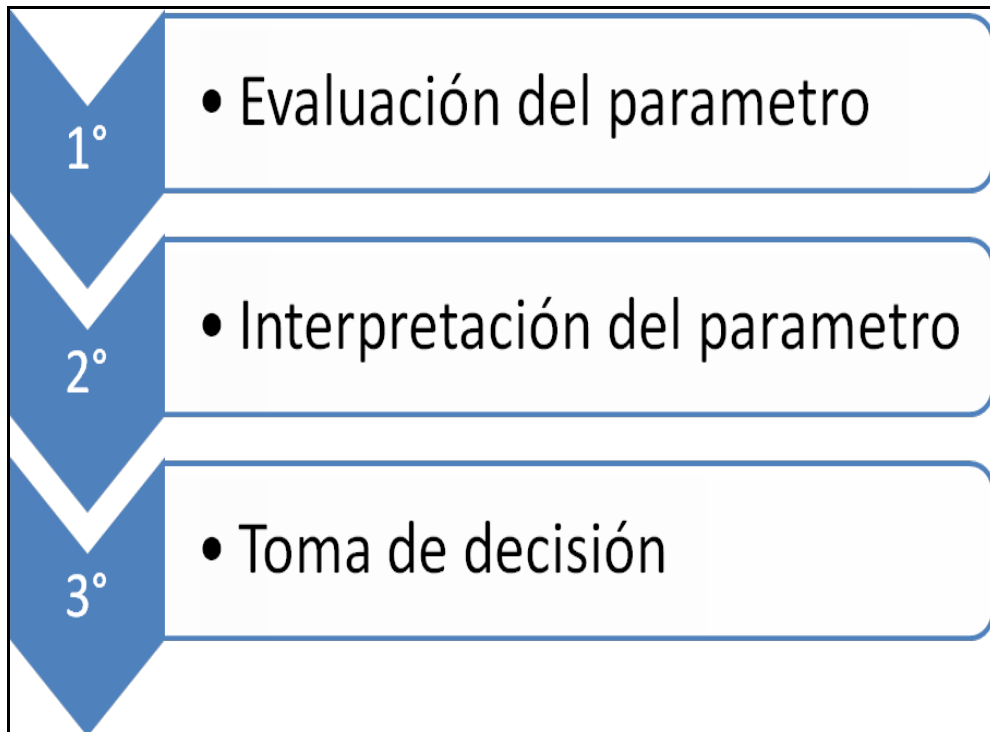 1°
• Evaluación del parametro
2°
• Interpretación del parametro
3°
• Toma de decisión